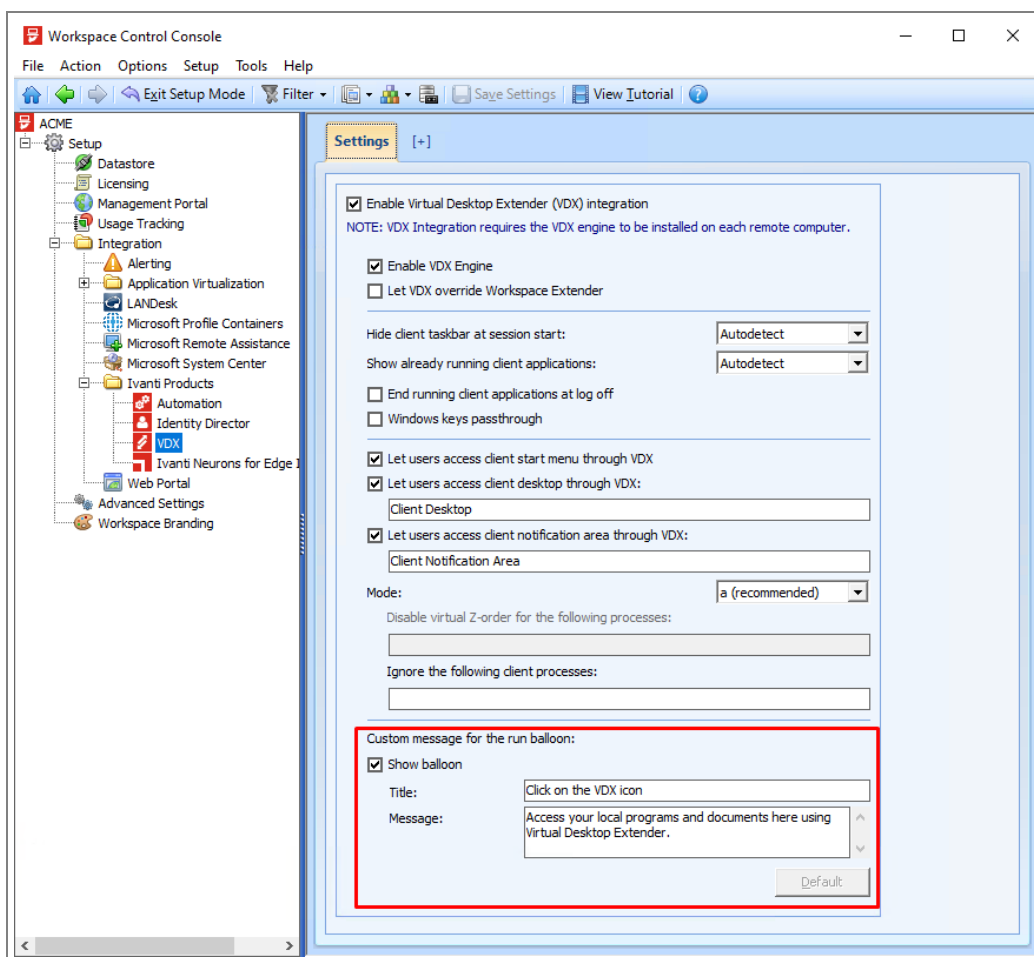 Workspace Control Console
File Action Options Setup Tools Help
Exit Setup Mode Filter Save Settings View Tutorial
ACME
Setup
Datastore
Licensing
Management Portal
Usage Tracking
Integration
Alerting
Application Virtualization
LANDesk
Microsoft Profile Containers
Microsoft Remote Assistance
Microsoft System Center
Ivanti Products
Automation
Identity Director
VDX
Ivanti Neurons for Edge I
Web Portal
Advanced Settings
Workspace Branding
Settings [+]
Enable Virtual Desktop Extender (VDX) integration
NOTE: VDX Integration requires the VDX engine to be installed on each remote computer.
Enable VDX Engine
Let VDX override Workspace Extender
Hide client taskbar at session start: Autodetect
Show already running client applications: Autodetect
End running client applications at log off
Windows keys passthrough
Let users access client start menu through VDX
Let users access client desktop through VDX:
Client Desktop
Let users access client notification area through VDX:
Client Notification Area
Mode: a (recommended)
Disable virtual Z-order for the following processes:
Ignore the following client processes:
Custom message for the run balloon:
Show balloon
Title: Click on the VDX icon
Message: Access your local programs and documents here using
Virtual Desktop Extender.
Default